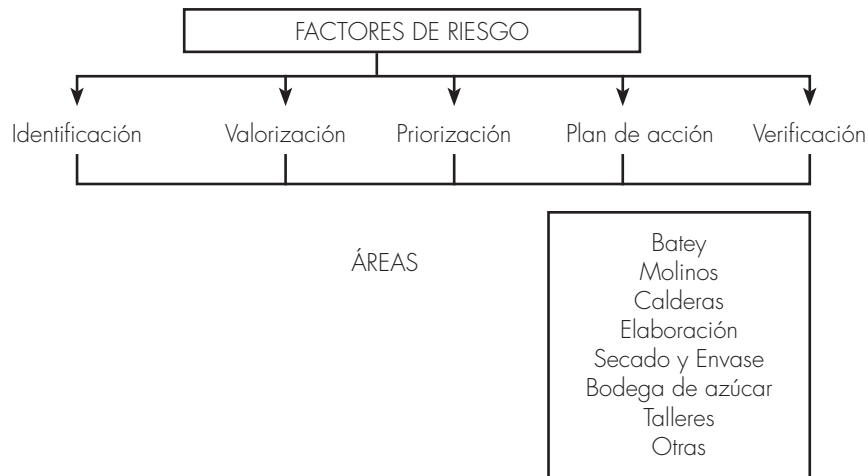 FACTORES DE RIESGO
Identificación Valorización Priorización Plan de acción Verificación
ÁREAS
Batey
Molinos
Calderas
Elaboración
Secado y Envase
Bodega de azúcar
Talleres
Otras